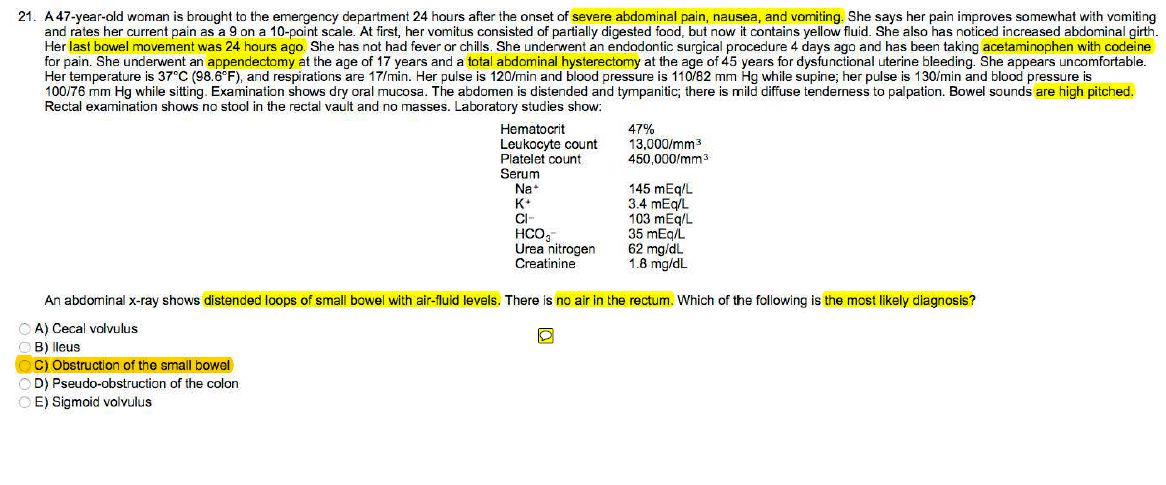 21. A 47-year-old woman is brought to the emergency department 24 hours after the onset of severe abdominal pain, nausea, and vomiting. She says her pain improves somewhat with vomiting
and rates her current pain as a 9 on a 10-point scale. At first, her vomitus consisted of partially digested food, but now it contains yellow fluid. She also has noticed increased abdominal girth.
Her last bowel movement was 24 hours ago. She has not had fever or chills. She underwent an endodontic surgical procedure 4 days ago and has been taking acetaminophen with codeine
for pain. She underwent an appendectomy at the age of 17 years and a total abdominal hysterectomy at the age of 45 years for dysfunctional uterine bleeding. She appears uncomfortable.
Her temperature is 37°C (98.6°F), and respirations are 17/min. Her pulse is 120/min and blood pressure is 110/82 mm Hg while supine; her pulse is 130/min and blood pressure is
100/76 mm Hg while sitting. Examination shows dry oral mucosa. The abdomen is distended and tympanitic; there is mild diffuse tenderness to palpation. Bowel sounds are high pitched.
Rectal examination shows no stool in the rectal vault and no masses. Laboratory studies show:
Hematocrit 47%
Leukocyte count 13,000/mm³
Platelet count 450,000/mm³
Serum
Na⁺ 145 mEq/L
K⁺ 3.4 mEq/L
Cl⁻ 103 mEq/L
HCO₃⁻ 35 mEq/L
Urea nitrogen 62 mg/dL
Creatinine 1.8 mg/dL
An abdominal x-ray shows distended loops of small bowel with air-fluid levels. There is no air in the rectum. Which of the following is the most likely diagnosis?
A) Cecal volvulus
B) Ileus
C) Obstruction of the small bowel
D) Pseudo-obstruction of the colon
E) Sigmoid volvulus